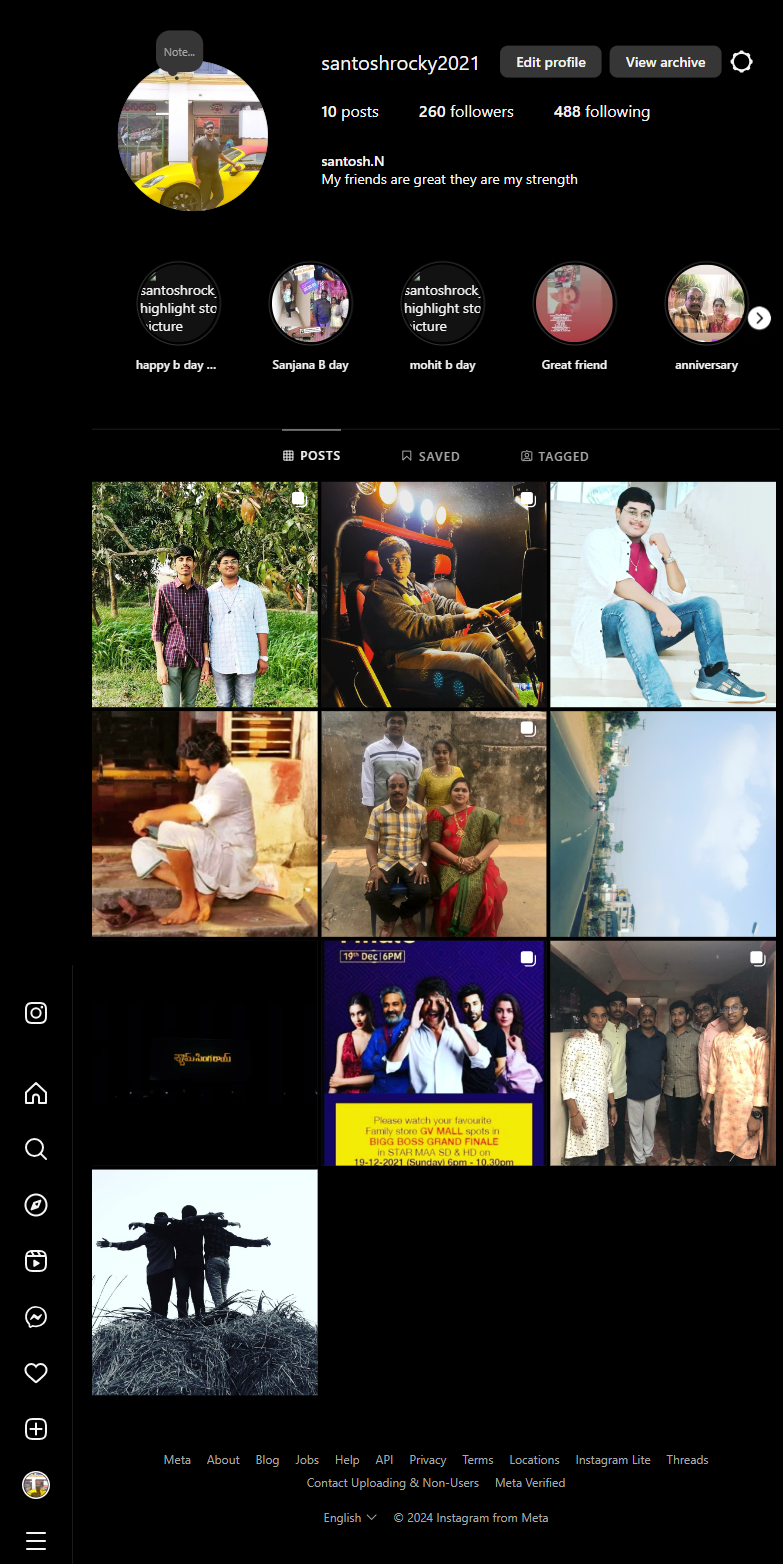 Note...
santoshrocky2021
Edit profile
View archive
10 posts
260 followers
488 following
santosh.N
My friends are great they are my strength
santoshrock
highlight sto
icture
santoshrock
highlight sto
icture
happy b day ...
Sanjana B day
mohit b day
Great friend
anniversary
POSTS
SAVED
TAGGED
19th Dec | 6PM
శ్యామ్ సింగరాయ్
Please watch your favourite
Family store GV MALL spots in
BIGG BOSS GRAND FINALE
in STAR MAA SD & HD on
19-12-2021 (Sunday) 6pm - 10.30pm
Meta About Blog Jobs Help API Privacy Terms Locations Instagram Lite Threads
Contact Uploading & Non-Users Meta Verified
English © 2024 Instagram from Meta